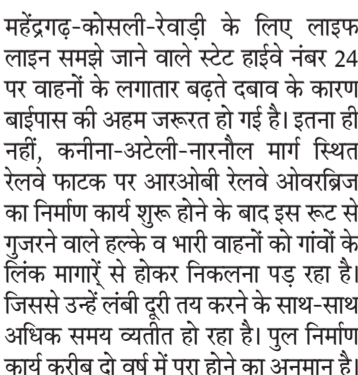 महेंद्रगढ़-कोसली-रेवाड़ी के लिए लाइफ
लाइन समझे जाने वाले स्टेट हाईवे नंबर 24
पर वाहनों के लगातार बढ़ते दबाव के कारण
बाईपास की अहम जरूरत हो गई है। इतना ही
नहीं, कनीना-अटेली-नारनौल मार्ग स्थित
रेलवे फाटक पर आरओबी रेलवे ओवरब्रिज
का निर्माण कार्य शुरू होने के बाद इस रूट से
गुजरने वाले हल्के व भारी वाहनों को गांवों के
लिंक मागार्ें से होकर निकलना पड़ रहा है।
जिससे उन्हें लंबी दूरी तय करने के साथ-साथ
अधिक समय व्यतीत हो रहा है। पुल निर्माण
कार्य करीब दो वर्ष में पूरा होने का अनुमान है।